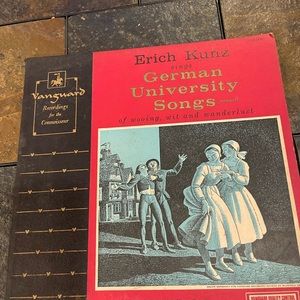 Vanguard
Recordings
for the
Connoisseur
Erich Kunz
sings
German
University
Songs
of wooing, wit and wanderlust